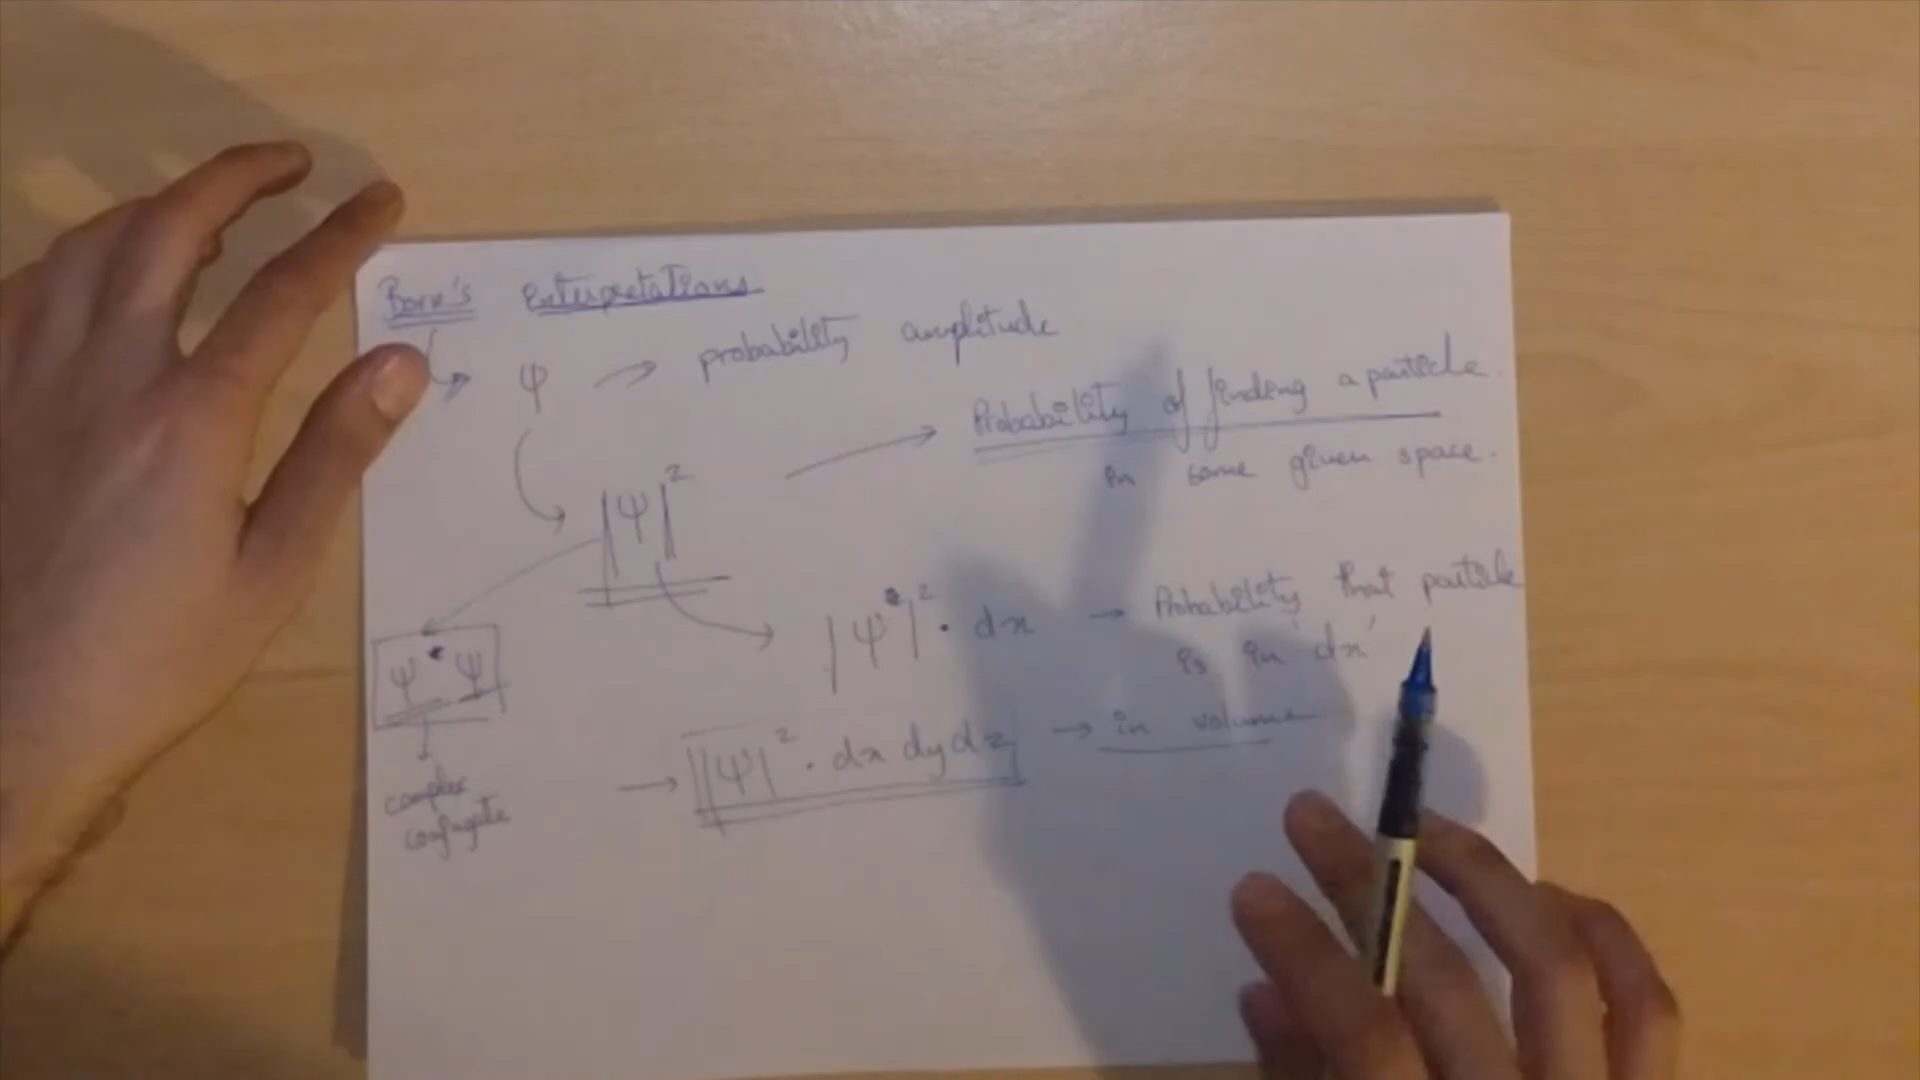 Born's interpretations
ψ → probability amplitude
|ψ|² → Probability of finding a particle.
in some given space.
|ψ*|² · dx → Probability that particle
is in 'dx'
ψ* ψ
complex
conjugate
→ |ψ|² · dx dy dz → in volume